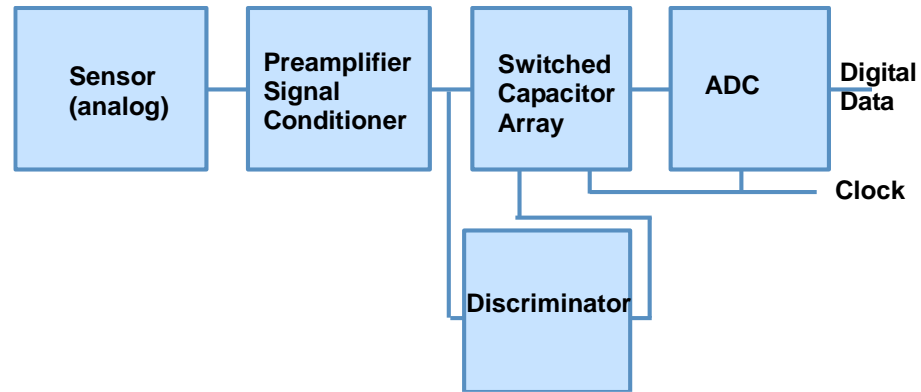 Sensor
(analog)
Preamplifier
Signal
Conditioner
Switched
Capacitor
Array
ADC
Digital
Data
Clock
Discriminator